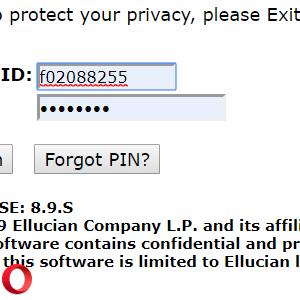 protect your privacy, please Exit
ID: f02088255
••••••••
Forgot PIN?
SE: 8.9.S
9 Ellucian Company L.P. and its affili
oftware contains confidential and pr
this software is limited to Ellucian l